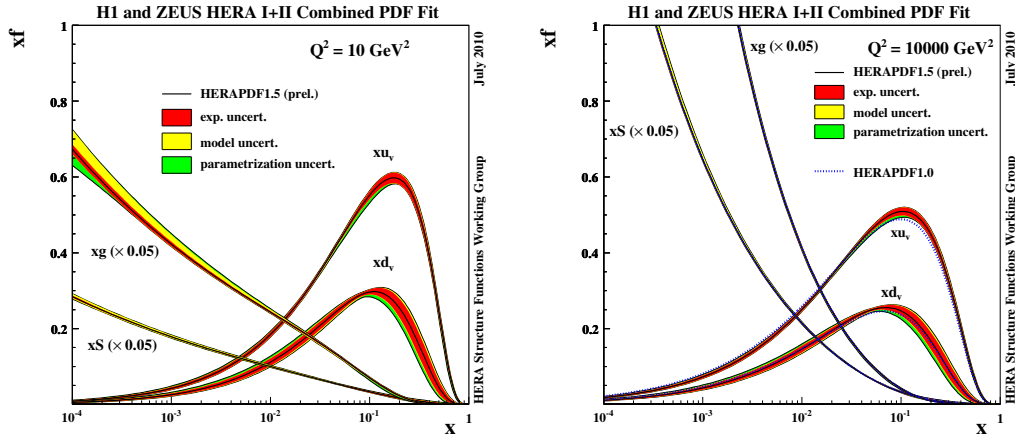 H1 and ZEUS HERA I+II Combined PDF Fit
xf
1
0.8
0.6
0.4
0.2
Q² = 10 GeV²
HERAPDF1.5 (prel.)
exp. uncert.
model uncert.
parametrization uncert.
xuᵥ
xg (× 0.05)
xdᵥ
xS (× 0.05)
10⁻⁴
10⁻³
10⁻²
10⁻¹
1
x
July 2010
HERA Structure Functions Working Group
H1 and ZEUS HERA I+II Combined PDF Fit
xf
1
0.8
0.6
0.4
0.2
xg (× 0.05)
Q² = 10000 GeV²
HERAPDF1.5 (prel.)
exp. uncert.
model uncert.
parametrization uncert.
xS (× 0.05)
HERAPDF1.0
xuᵥ
xdᵥ
10⁻⁴
10⁻³
10⁻²
10⁻¹
1
x
July 2010
HERA Structure Functions Working Group